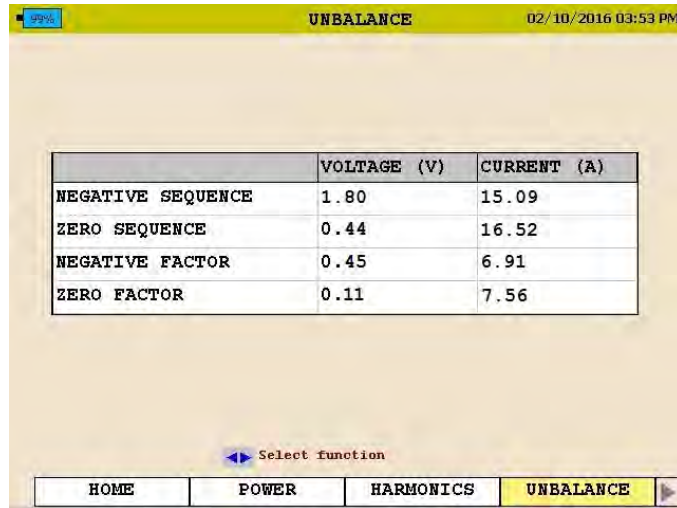 99% UNBALANCE 02/10/2016 03:53 PM
VOLTAGE (V) CURRENT (A)
NEGATIVE SEQUENCE 1.80 15.09
ZERO SEQUENCE 0.44 16.52
NEGATIVE FACTOR 0.45 6.91
ZERO FACTOR 0.11 7.56
Select function
HOME POWER HARMONICS UNBALANCE